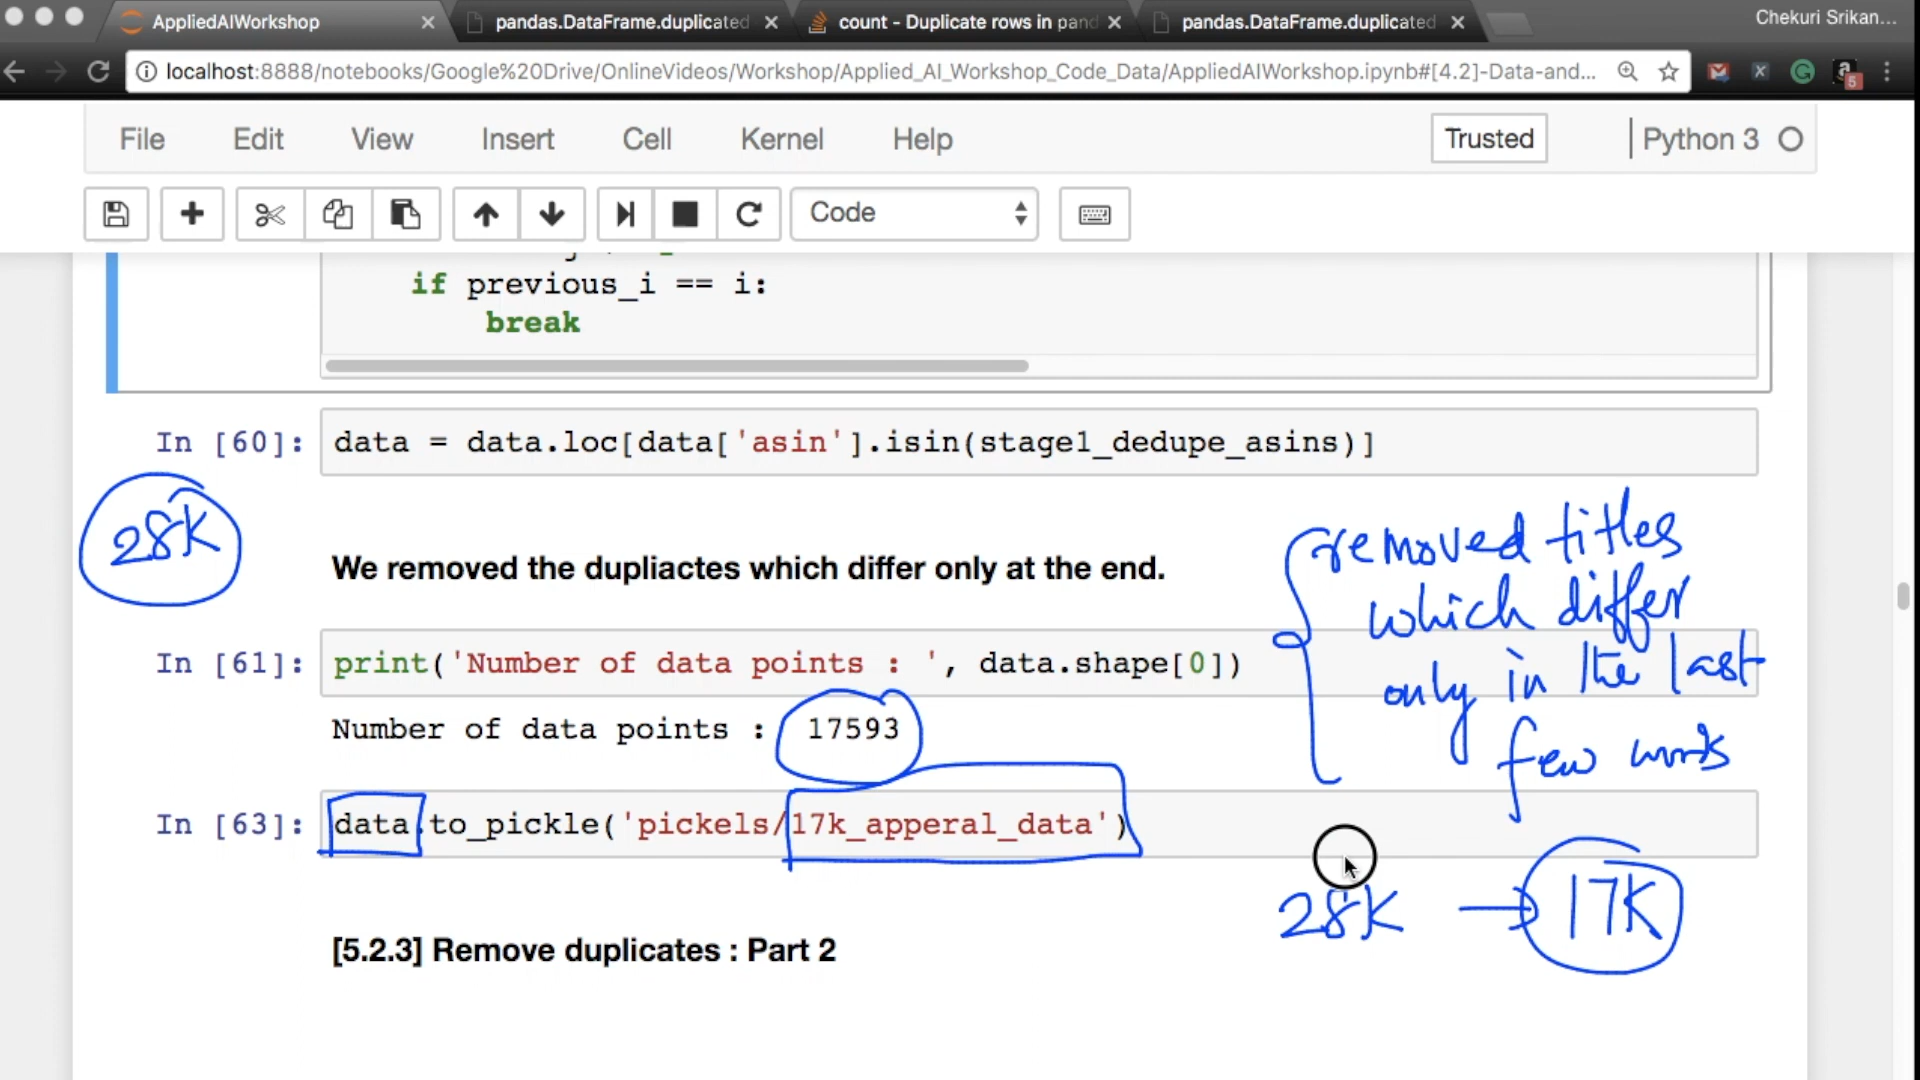 AppliedAIWorkshop
pandas.DataFrame.duplicated
count - Duplicate rows in pand
pandas.DataFrame.duplicated
Chekuri Srikan...
localhost:8888/notebooks/Google%20Drive/OnlineVideos/Workshop/Applied_AI_Workshop_Code_Data/AppliedAIWorkshop.ipynb#[4.2]-Data-and...
5
File Edit View Insert Cell Kernel Help Trusted Python 3
Code
if previous_i == i:
break
In [60]: data = data.loc[data['asin'].isin(stage1_dedupe_asins)]
28K
We removed the dupliactes which differ only at the end.
removed titles
which differ
only in the last
few words
In [61]: print('Number of data points : ', data.shape[0])
Number of data points : 17593
In [63]: data.to_pickle('pickels/17k_apperal_data')
28K → 17K
[5.2.3] Remove duplicates : Part 2